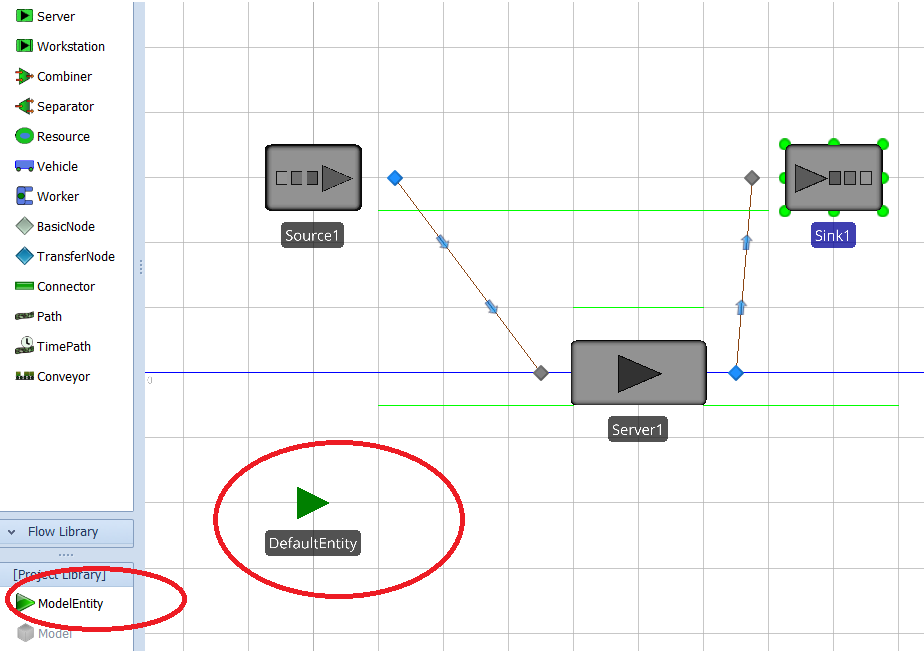 Server
Workstation
Combiner
Separator
Resource
Vehicle
Worker
BasicNode
TransferNode
Connector
Path
TimePath
Conveyor
Flow Library
[Project Library]
ModelEntity
Model
Source1
Sink1
0
Server1
DefaultEntity